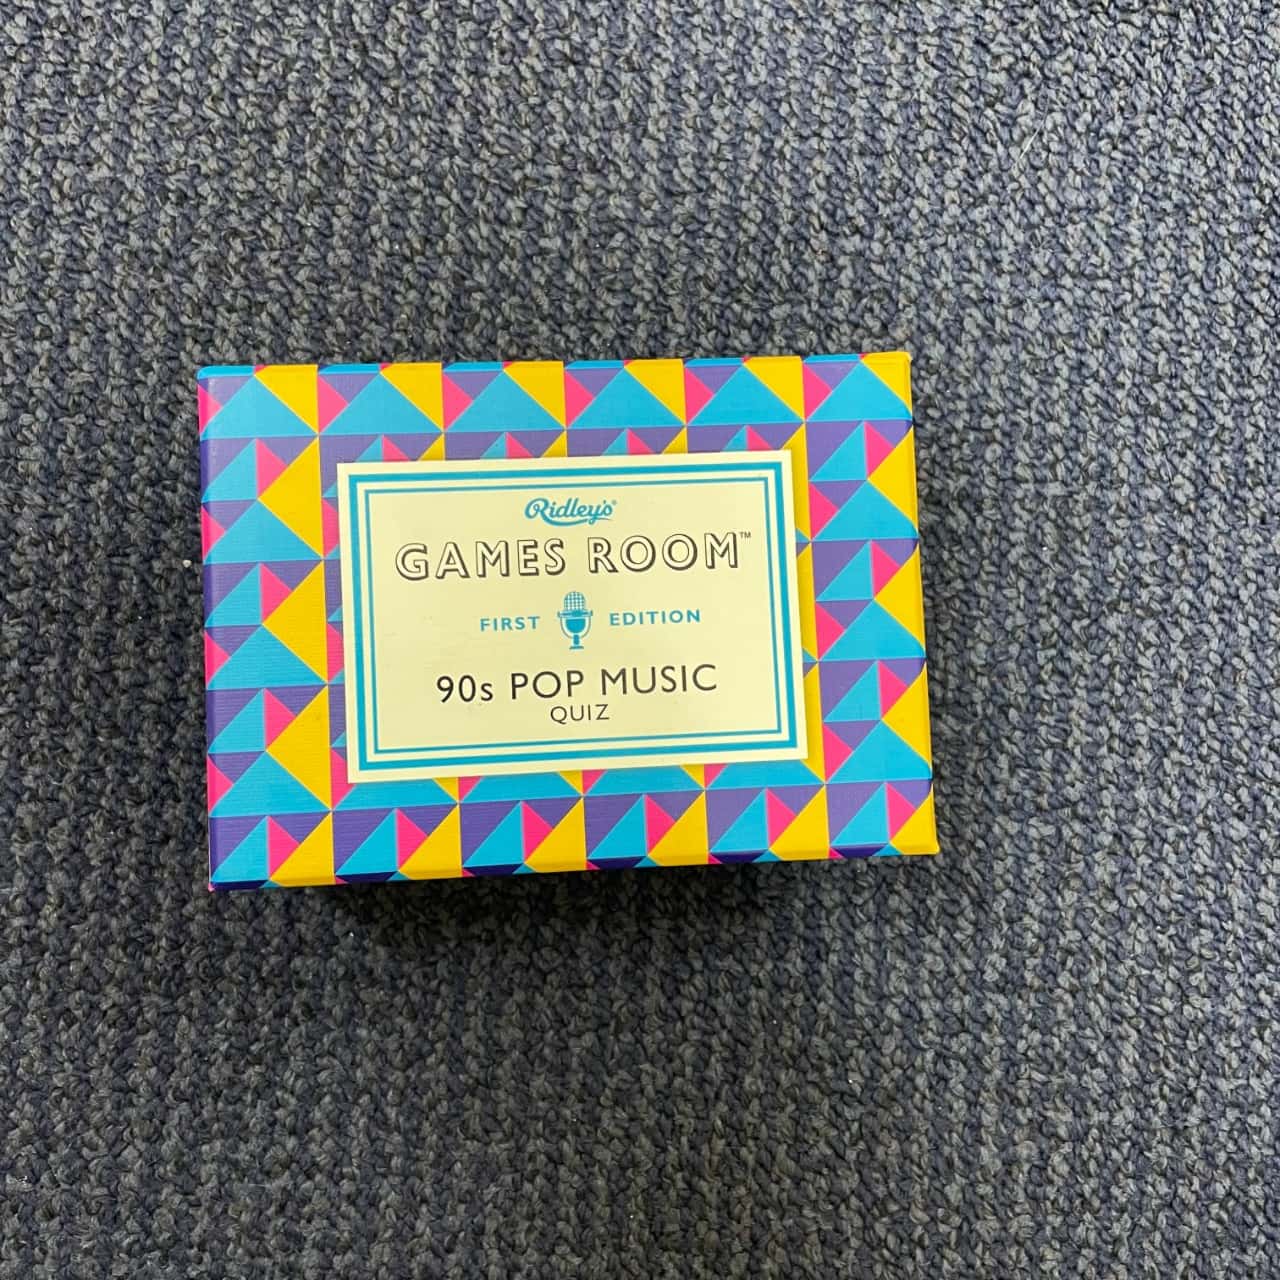 Ridley's®
GAMES ROOM™
FIRST EDITION
90s POP MUSIC
QUIZ